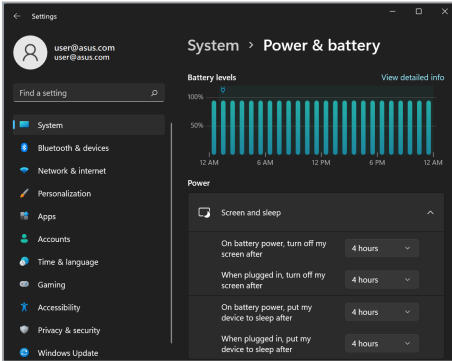 Settings
user@asus.com
user@asus.com
Find a setting
System
Bluetooth & devices
Network & internet
Personalization
Apps
Accounts
Time & language
Gaming
Accessibility
Privacy & security
Windows Update
System > Power & battery
Battery levels
View detailed info
100%
50%
12 AM 6 AM 12 PM 6 PM 12 AM
Power
Screen and sleep
On battery power, turn off my
screen after
4 hours
When plugged in, turn off my
screen after
4 hours
On battery power, put my
device to sleep after
4 hours
When plugged in, put my
device to sleep after
4 hours